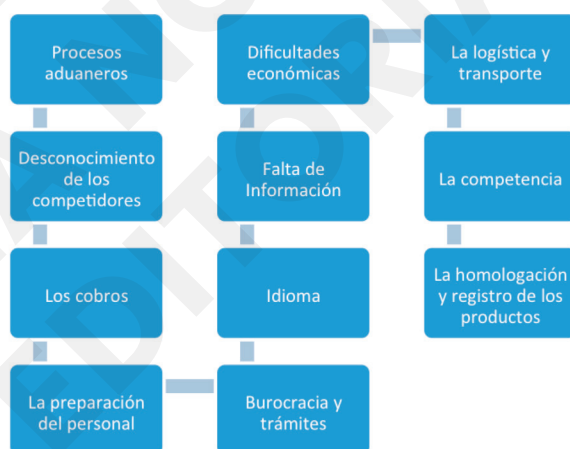 Procesos
aduaneros
Desconocimiento
de los
competidores
Los cobros
La preparación
del personal
Burocracia y
trámites
Idioma
Falta de
Información
Dificultades
económicas
La logística y
transporte
La competencia
La homologación
y registro de los
productos